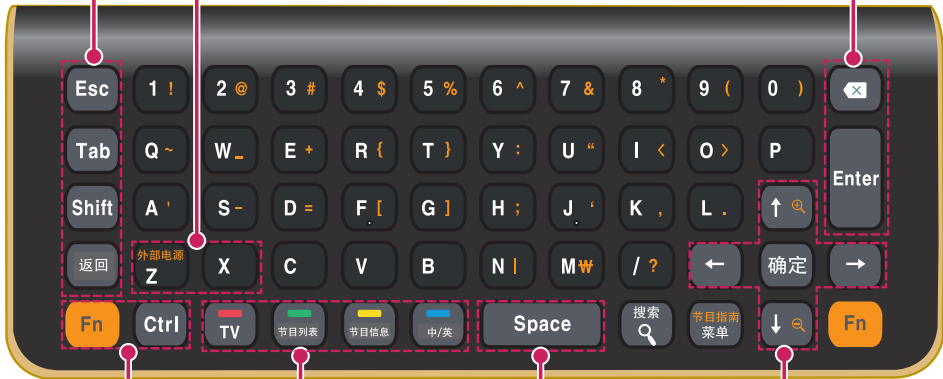 Esc 1 ! 2 @ 3 # 4 $ 5 % 6 ^ 7 & 8 * 9 ( 0 )
Tab Q ~ W _ E + R { T } Y : U “ I < O > P
Enter
Shift A ' S - D = F [ G ] H ; J ‘ K , L .
外部电源
返回 Z X C V B N | M ₩ / ? 确定
Fn Ctrl TV 节目列表 节目信息 中/英 Space 搜索 节目指南 Fn
菜单